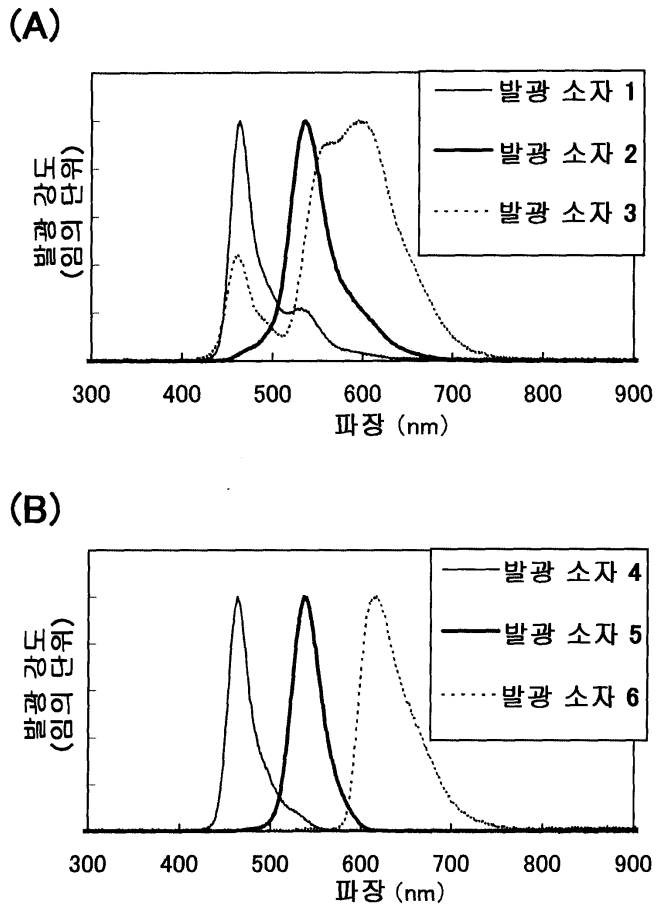 (A)
발광 소자 1
발광 소자 2
발광 소자 3
발광 강도
(임의 단위)
300 400 500 600 700 800 900
파장 (nm)
(B)
발광 소자 4
발광 소자 5
발광 소자 6
발광 강도
(임의 단위)
300 400 500 600 700 800 900
파장 (nm)